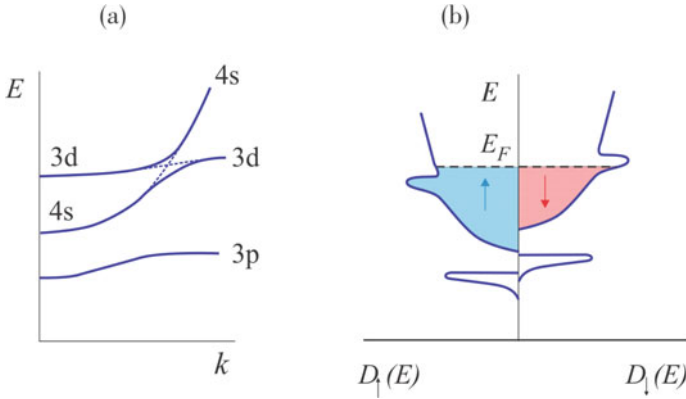 (a)
(b)
4s
E
3d
3d
4s
3p
k
E
E_F
↑
↓
D↑(E)
D↓(E)